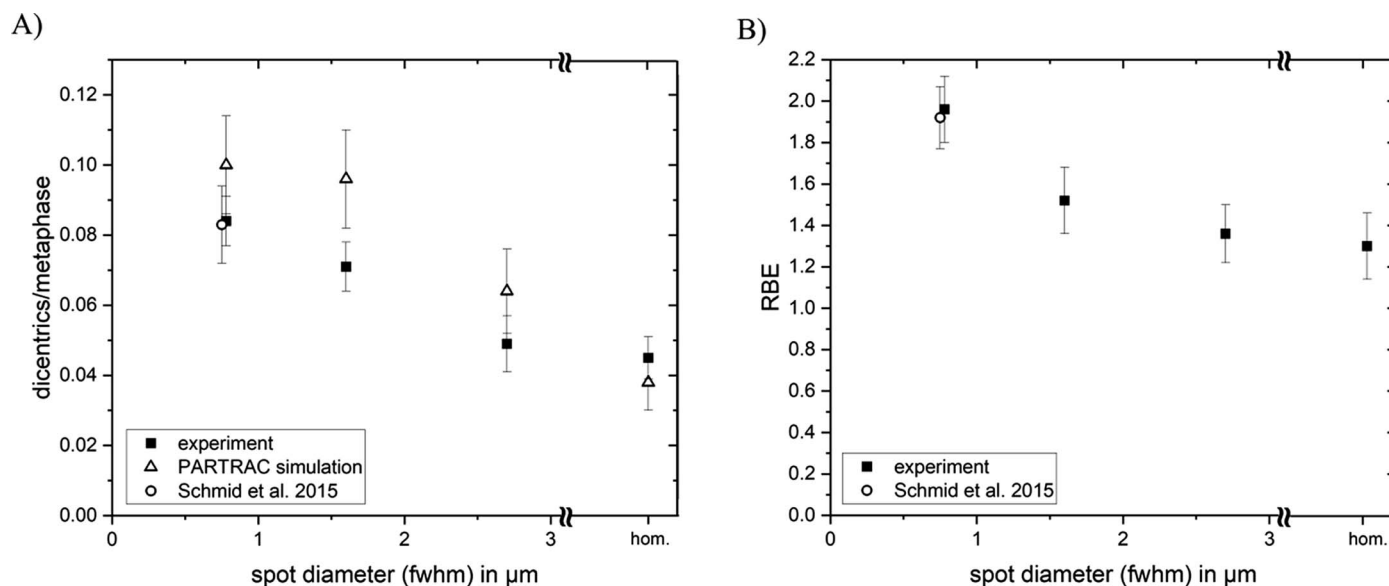 A)
0.12
0.10
0.08
0.06
0.04
0.02
0.00
dicentrics/metaphase
experiment
PARTRAC simulation
Schmid et al. 2015
0 1 2 3 hom.
spot diameter (fwhm) in µm
B)
2.2
2.0
1.8
1.6
1.4
1.2
1.0
0.8
0.6
0.4
0.2
0.0
RBE
experiment
Schmid et al. 2015
0 1 2 3 hom.
spot diameter (fwhm) in µm